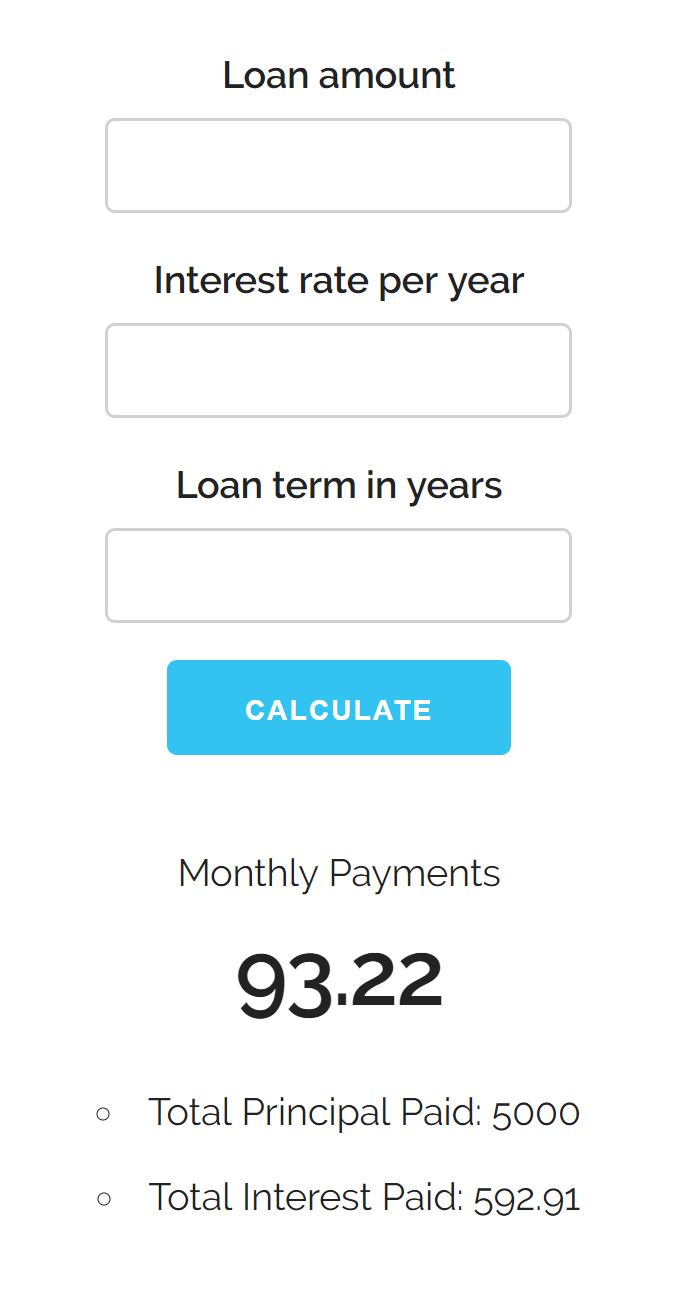 Loan amount
Interest rate per year
Loan term in years
CALCULATE
Monthly Payments
93.22
Total Principal Paid: 5000
Total Interest Paid: 592.91